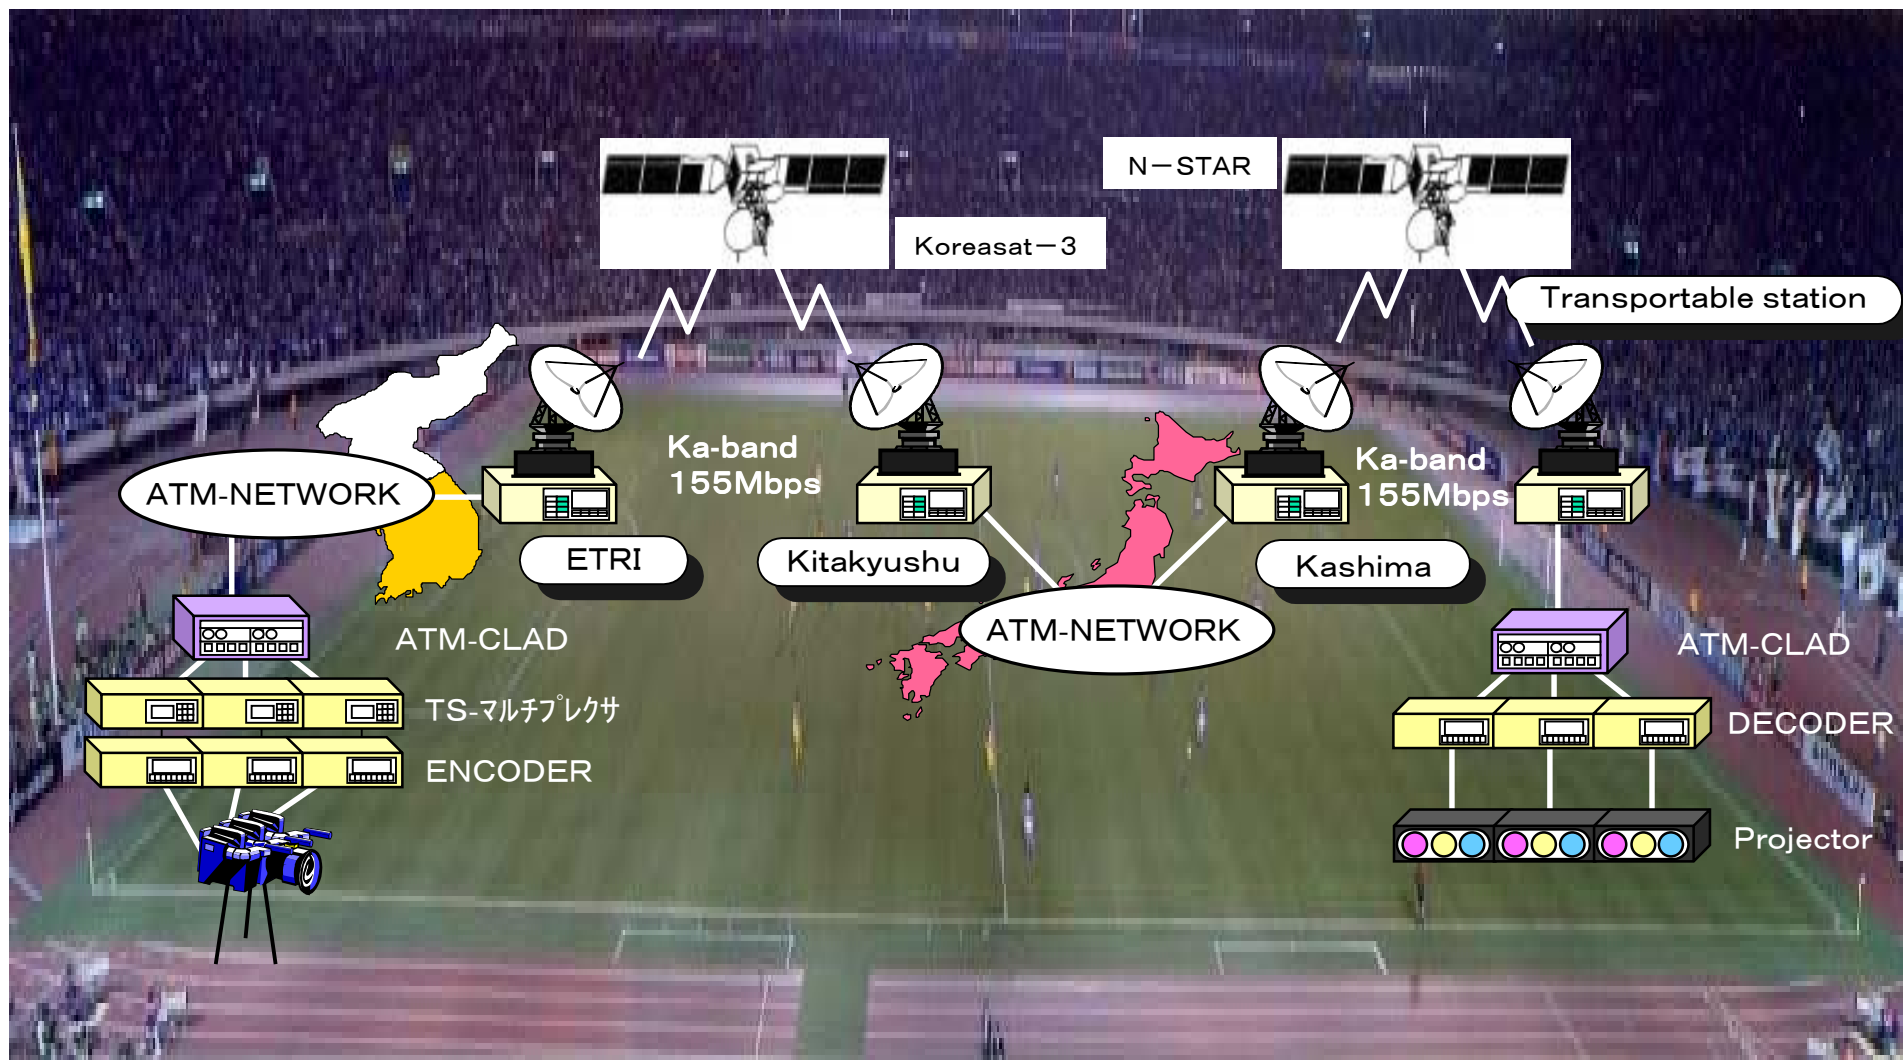 N－STAR
Koreasat－3
Transportable station
Ka-band
155Mbps
Ka-band
155Mbps
ATM-NETWORK
ETRI
Kitakyushu
Kashima
ATM-NETWORK
ATM-CLAD
ATM-CLAD
TS-ﾏﾙﾁﾌﾟﾚｸｻ
DECODER
ENCODER
Projector